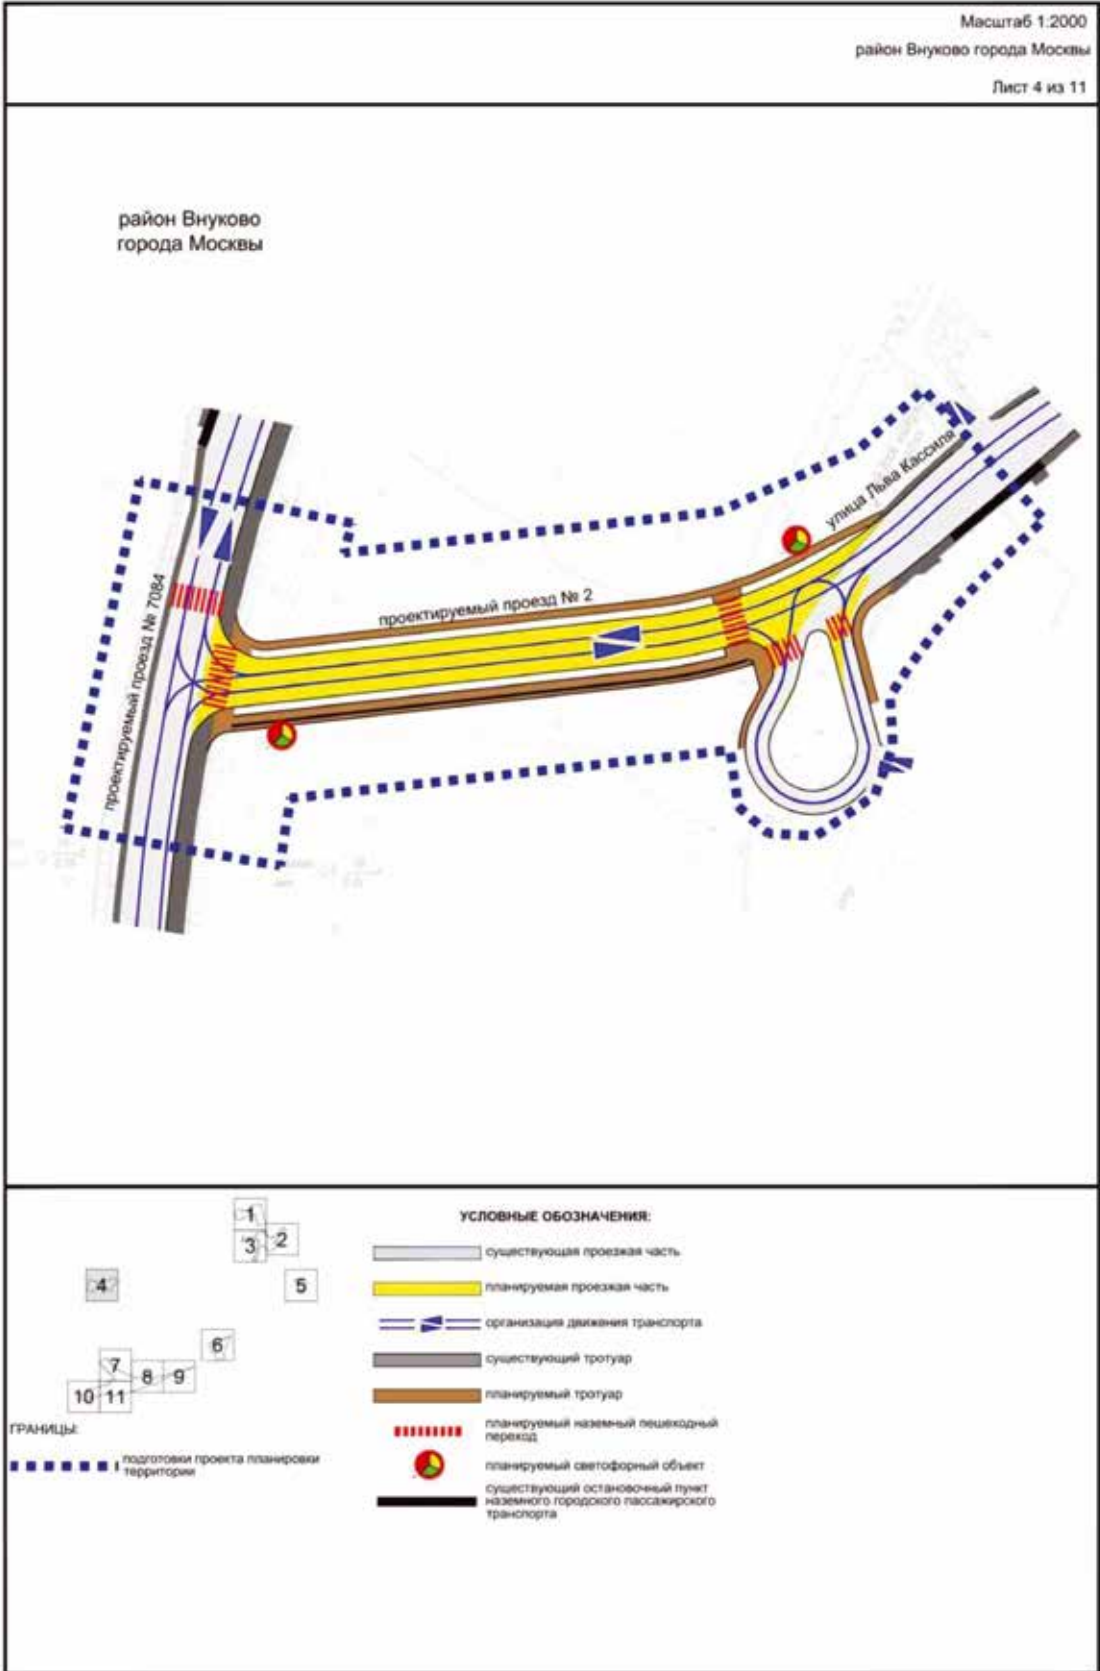 Масштаб 1:2000
район Внуково города Москвы
Лист 4 из 11
район Внуково
города Москвы
улица Льва Кассиля
проектируемый проезд № 2
проектируемый проезд № 7084
1
2
3
4
5
6
7
8
9
10
11
ГРАНИЦЫ:
подготовки проекта планировки
территории
УСЛОВНЫЕ ОБОЗНАЧЕНИЯ:
существующая проезжая часть
планируемая проезжая часть
организация движения транспорта
существующий тротуар
планируемый тротуар
планируемый наземный пешеходный
переход
планируемый светофорный объект
существующий остановочный пункт
наземного городского пассажирского
транспорта